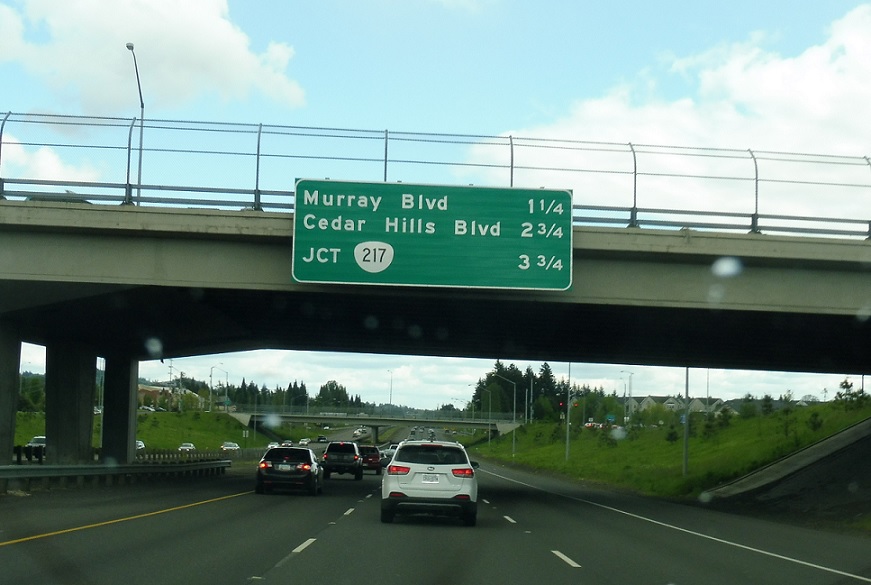 Murray Blvd 1 1/4
Cedar Hills Blvd 2 3/4
JCT 217 3 3/4